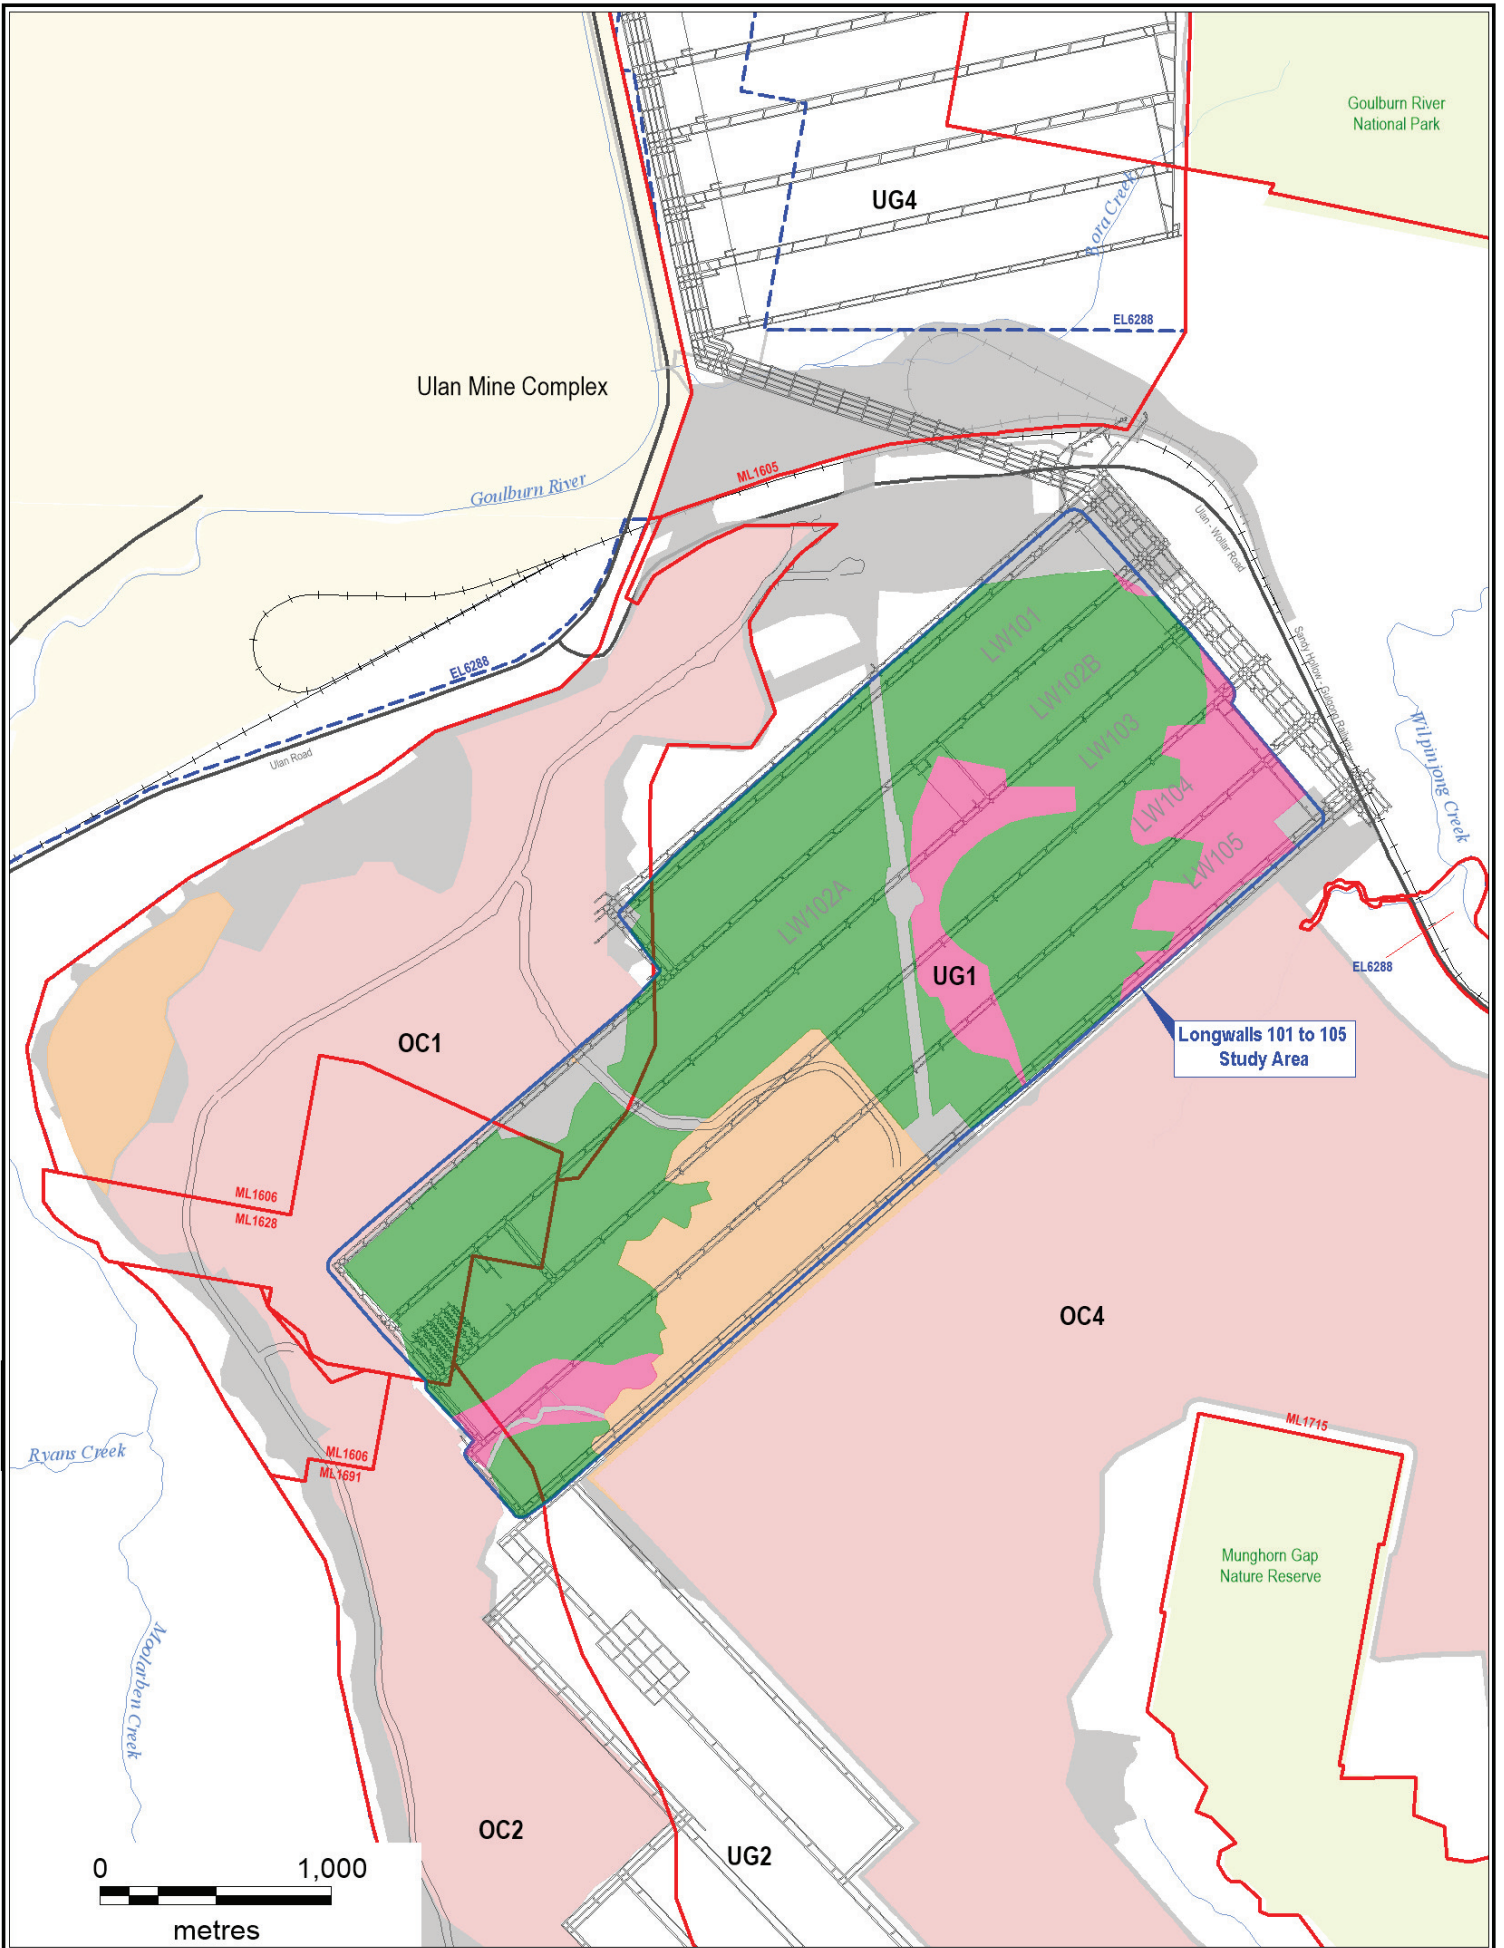 Goulburn River
National Park
UG4
Bora Creek
EL6288
Ulan Mine Complex
ML1605
Goulburn River
Ulan - Wollar Road
LW101
Sandy Hollow - Gulgong Railway
EL6288
LW102B
Ulan Road
LW103
Wilpinjong Creek
LW104
LW105
LW102A
UG1
EL6288
Longwalls 101 to 105
Study Area
OC1
ML1606
ML1628
OC4
ML1715
Ryans Creek
ML1606
ML1691
Munghorn Gap
Nature Reserve
Moolarben Creek
OC2
UG2
0 1,000
metres